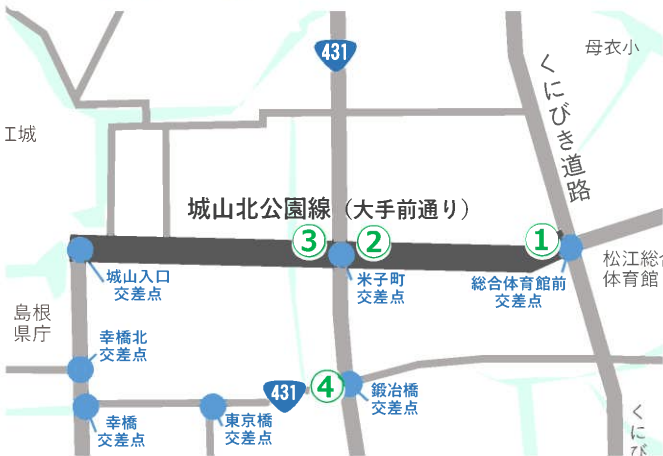 431
母衣小
くにびき道路
江城
城山北公園線（大手前通り）
③
②
①
城山入口
交差点
米子町
交差点
総合体育館前
交差点
松江総合
体育館
島根
県庁
幸橋北
交差点
431
④
鍛冶橋
交差点
幸橋
交差点
東京橋
交差点
くにび